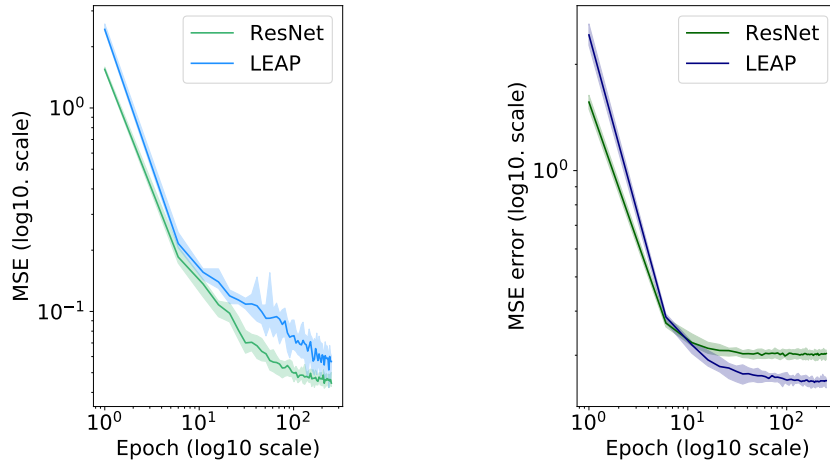 ResNet
LEAP
MSE (log10. scale)
10⁰
10⁻¹
10⁰ 10¹ 10²
Epoch (log10 scale)
ResNet
LEAP
MSE error (log10. scale)
10⁰
10⁰ 10¹ 10²
Epoch (log10 scale)